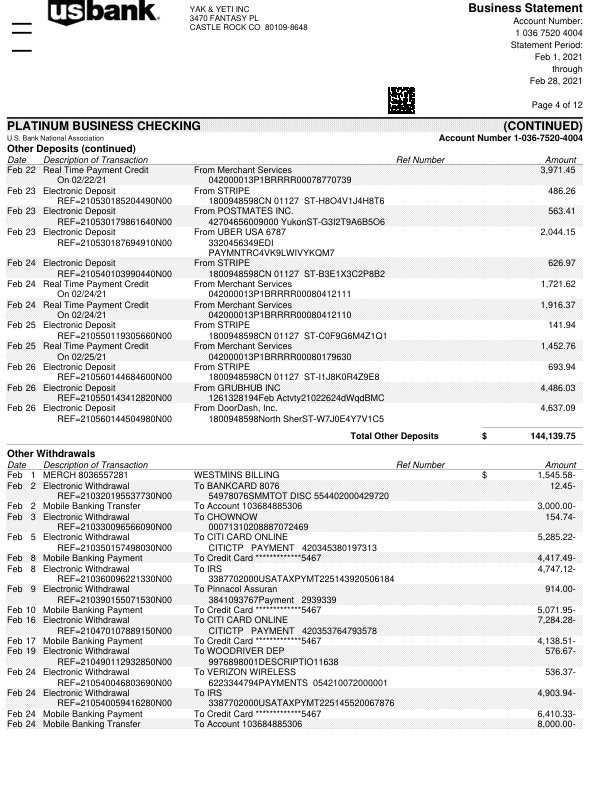 usbank.
YAK & YETI INC
3470 FANTASY PL
CASTLE ROCK CO  80109-8648
Business Statement
Account Number:
1 036 7520 4004
Statement Period:
Feb 1, 2021
through
Feb 28, 2021
Page 4 of 12
PLATINUM BUSINESS CHECKING (CONTINUED)
U.S. Bank National Association Account Number 1-036-7520-4004
Other Deposits (continued)
Date Description of Transaction Ref Number Amount
Feb 22 Real Time Payment Credit From Merchant Services 3,971.45
On 02/22/21 042000013P1BRRRR00078770739
Feb 23 Electronic Deposit From STRIPE 486.26
REF=210530185204490N00 1800948598CN 01127  ST-H8O4V1J4H8T6
Feb 23 Electronic Deposit From POSTMATES INC. 563.41
REF=210530179861640N00 42704656009000 YukonST-G3I2T9A6B5O6
Feb 23 Electronic Deposit From UBER USA 6787 2,044.15
REF=210530187694910N00 3320456349EDI
PAYMNTRC4VK9LWIVYKQM7
Feb 24 Electronic Deposit From STRIPE 626.97
REF=210540103990440N00 1800948598CN 01127  ST-B3E1X3C2P8B2
Feb 24 Real Time Payment Credit From Merchant Services 1,721.62
On 02/24/21 042000013P1BRRRR00080412111
Feb 24 Real Time Payment Credit From Merchant Services 1,916.37
On 02/24/21 042000013P1BRRRR00080412110
Feb 25 Electronic Deposit From STRIPE 141.94
REF=210550119305660N00 1800948598CN 01127  ST-C0F9G6M4Z1Q1
Feb 25 Real Time Payment Credit From Merchant Services 1,452.76
On 02/25/21 042000013P1BRRRR00080179630
Feb 26 Electronic Deposit From STRIPE 693.94
REF=210560144684600N00 1800948598CN 01127  ST-I1J8K0R4Z9E8
Feb 26 Electronic Deposit From GRUBHUB INC 4,486.03
REF=210550143412820N00 1261328194Feb Actvty21022624dWqdBMC
Feb 26 Electronic Deposit From DoorDash, Inc. 4,637.09
REF=210560144504980N00 1800948598North SherST-W7J0E4Y7V1C5
Total Other Deposits $ 144,139.75
Other Withdrawals
Date Description of Transaction Ref Number Amount
Feb 1 MERCH 8036557281 WESTMINS BILLING $ 1,545.58-
Feb 2 Electronic Withdrawal To BANKCARD 8076 12.45-
REF=210320195537730N00 54978076SMMTOT DISC 554402000429720
Feb 2 Mobile Banking Transfer To Account 103684885306 3,000.00-
Feb 3 Electronic Withdrawal To CHOWNOW 154.74-
REF=210330096566090N00 00071310208887072469
Feb 5 Electronic Withdrawal To CITI CARD ONLINE 5,285.22-
REF=210350157498030N00 CITICTP   PAYMENT   420345380197313
Feb 8 Mobile Banking Payment To Credit Card *************5467 4,417.49-
Feb 8 Electronic Withdrawal To IRS 4,747.12-
REF=210360096221330N00 3387702000USATAXPYMT225143920506184
Feb 9 Electronic Withdrawal To Pinnacol Assuran 914.00-
REF=210390155071530N00 3841093767Payment   2939339
Feb 10 Mobile Banking Payment To Credit Card *************5467 5,071.95-
Feb 16 Electronic Withdrawal To CITI CARD ONLINE 7,284.28-
REF=210470107889150N00 CITICTP   PAYMENT   420353764793578
Feb 17 Mobile Banking Payment To Credit Card *************5467 4,138.51-
Feb 19 Electronic Withdrawal To WOODRIVER DEP 576.67-
REF=210490112932850N00 9976898001DESCRIPTIO11638
Feb 24 Electronic Withdrawal To VERIZON WIRELESS 536.37-
REF=210540046803690N00 6223344794PAYMENTS  054210072000001
Feb 24 Electronic Withdrawal To IRS 4,903.94-
REF=210540059416280N00 3387702000USATAXPYMT225145520067876
Feb 24 Mobile Banking Payment To Credit Card *************5467 6,410.33-
Feb 24 Mobile Banking Transfer To Account 103684885306 8,000.00-